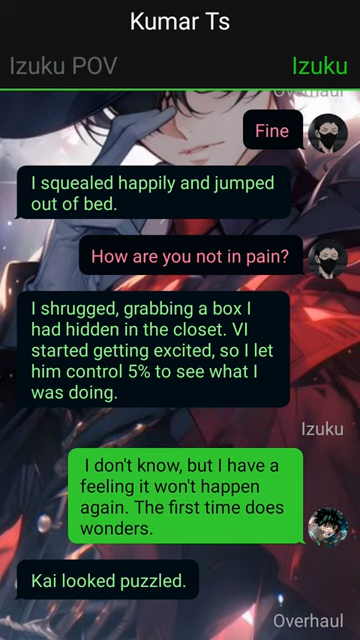 Kumar Ts
Izuku POV
Izuku
Overhaul
Fine
I squealed happily and jumped
out of bed.
How are you not in pain?
I shrugged, grabbing a box I
had hidden in the closet. VI
started getting excited, so I let
him control 5% to see what I
was doing.
Izuku
I don't know, but I have a
feeling it won't happen
again. The first time does
wonders.
Kai looked puzzled.
Overhaul